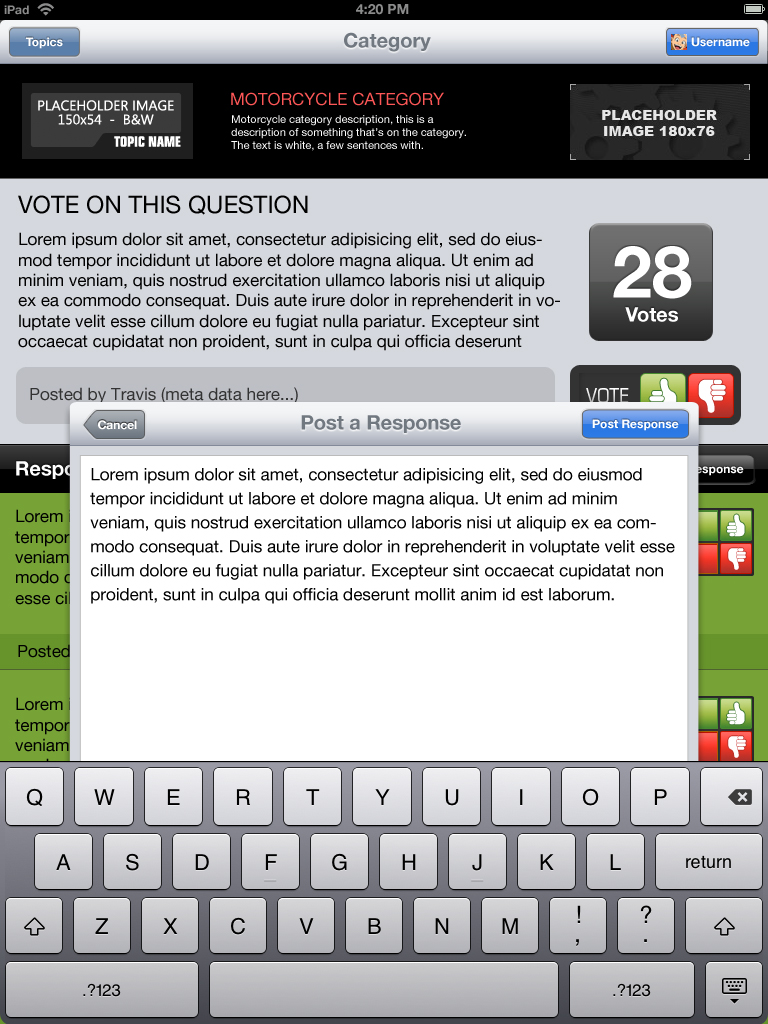 iPad 4:20 PM
Topics Category Username
PLACEHOLDER IMAGE
150x54 - B&W
TOPIC NAME
MOTORCYCLE CATEGORY
Motorcycle category description, this is a
description of something that's on the category.
The text is white, a few sentences with.
PLACEHOLDER
IMAGE 180x76
VOTE ON THIS QUESTION
Lorem ipsum dolor sit amet, consectetur adipisicing elit, sed do eius-
mod tempor incididunt ut labore et dolore magna aliqua. Ut enim ad
minim veniam, quis nostrud exercitation ullamco laboris nisi ut aliquip
ex ea commodo consequat. Duis aute irure dolor in reprehenderit in vo-
luptate velit esse cillum dolore eu fugiat nulla pariatur. Excepteur sint
occaecat cupidatat non proident, sunt in culpa qui officia deserunt
28
Votes
Posted by Travis (meta data here...)
VOTE
Cancel Post a Response Post Response
Respo
esponse
Lorem
tempor
veniam
modo c
esse cil
Posted
Lorem
tempor
veniam
Lorem ipsum dolor sit amet, consectetur adipisicing elit, sed do eiusmod
tempor incididunt ut labore et dolore magna aliqua. Ut enim ad minim
veniam, quis nostrud exercitation ullamco laboris nisi ut aliquip ex ea com-
modo consequat. Duis aute irure dolor in reprehenderit in voluptate velit esse
cillum dolore eu fugiat nulla pariatur. Excepteur sint occaecat cupidatat non
proident, sunt in culpa qui officia deserunt mollit anim id est laborum.
Q W E R T Y U I O P
A S D F G H J K L return
Z X C V B N M ! , ? .
.?123 .?123